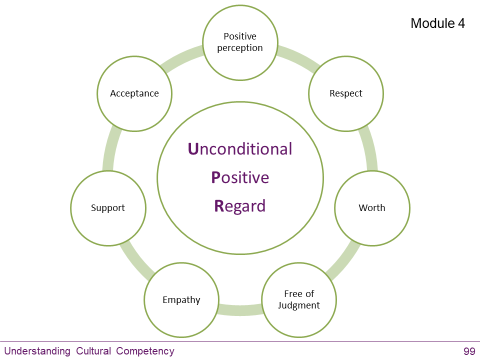 Module 4
Positive
perception
Respect
Worth
Free of
Judgment
Empathy
Support
Acceptance
Unconditional
Positive
Regard
Understanding Cultural Competency
99